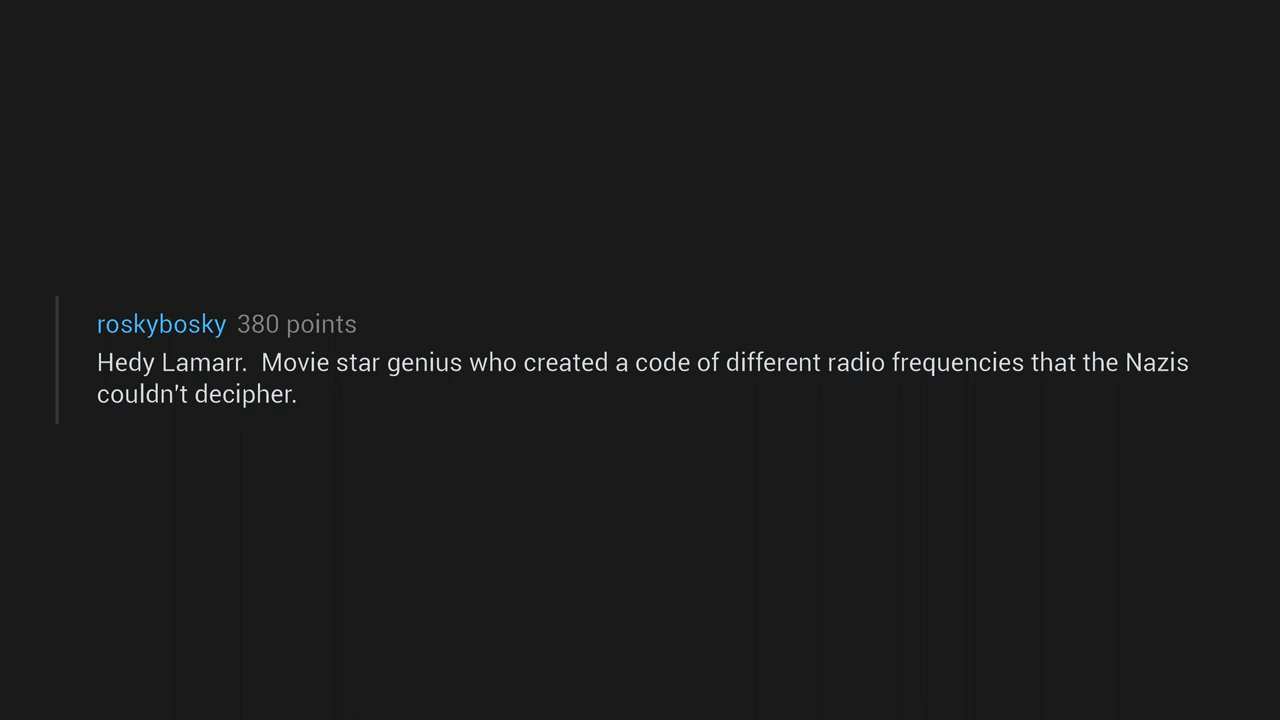 roskybosky 380 points
Hedy Lamarr.  Movie star genius who created a code of different radio frequencies that the Nazis
couldn't decipher.